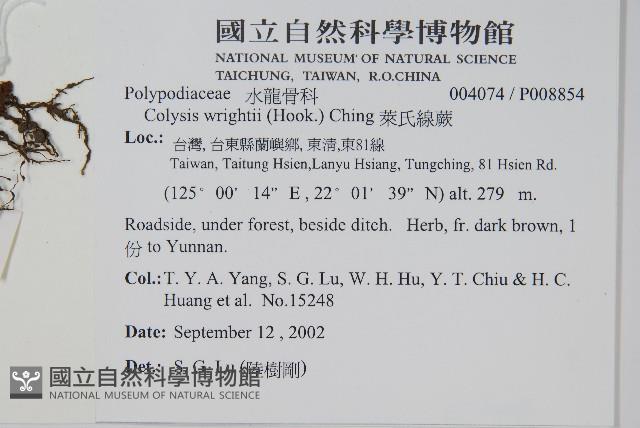 國立自然科學博物館
NATIONAL MUSEUM OF NATURAL SCIENCE
TAICHUNG, TAIWAN, R.O.CHINA
Polypodiaceae 水龍骨科 004074 / P008854
Colysis wrightii (Hook.) Ching 萊氏線蕨
Loc.: 台灣, 台東縣蘭嶼鄉, 東清,東81線
Taiwan, Taitung Hsien,Lanyu Hsiang, Tungching, 81 Hsien Rd.
(125° 00' 14" E , 22° 01' 39" N) alt. 279 m.
Roadside, under forest, beside ditch. Herb, fr. dark brown, 1
份 to Yunnan.
Col.: T. Y. A. Yang, S. G. Lu, W. H. Hu, Y. T. Chiu & H. C.
Huang et al. No.15248
Date: September 12 , 2002
Det.: S. G. Lu (陸樹剛)
國立自然科學博物館
NATIONAL MUSEUM OF NATURAL SCIENCE